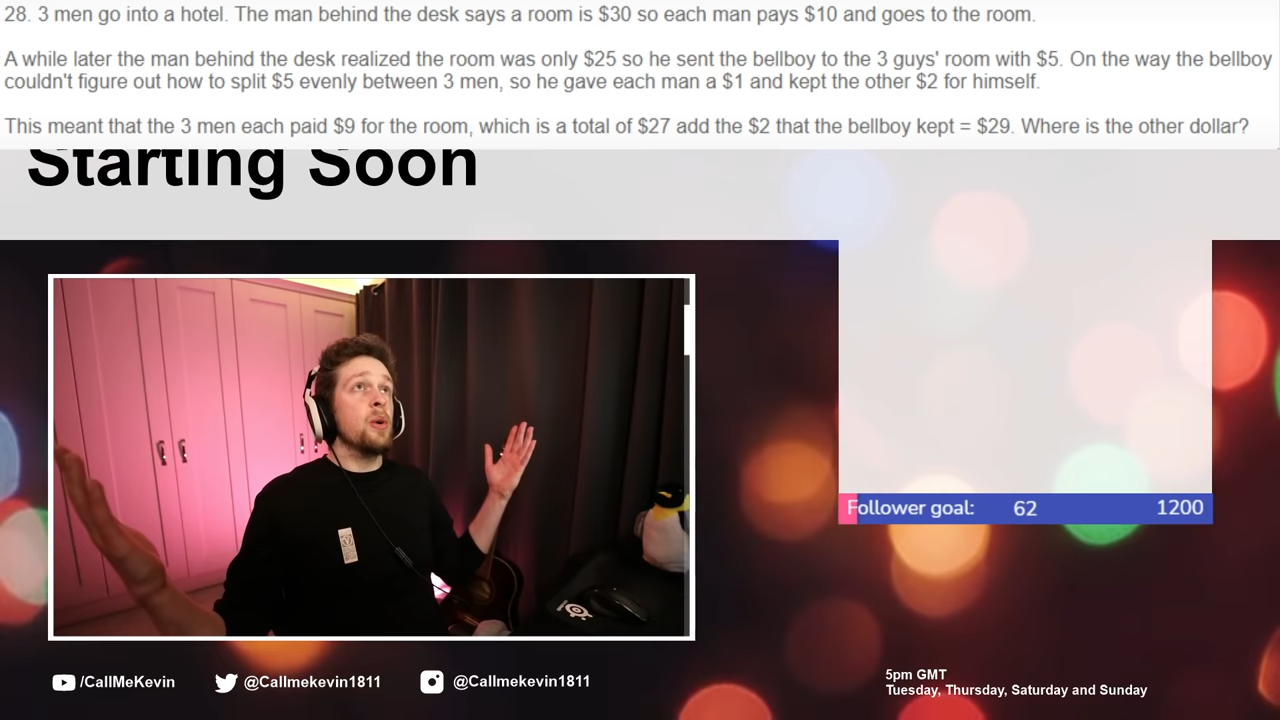 28. 3 men go into a hotel. The man behind the desk says a room is $30 so each man pays $10 and goes to the room.
A while later the man behind the desk realized the room was only $25 so he sent the bellboy to the 3 guys' room with $5. On the way the bellboy
couldn't figure out how to split $5 evenly between 3 men, so he gave each man a $1 and kept the other $2 for himself.
This meant that the 3 men each paid $9 for the room, which is a total of $27 add the $2 that the bellboy kept = $29. Where is the other dollar?
Starting Soon
Follower goal: 62 1200
/CallMeKevin @Callmekevin1811 @Callmekevin1811
5pm GMT
Tuesday, Thursday, Saturday and Sunday